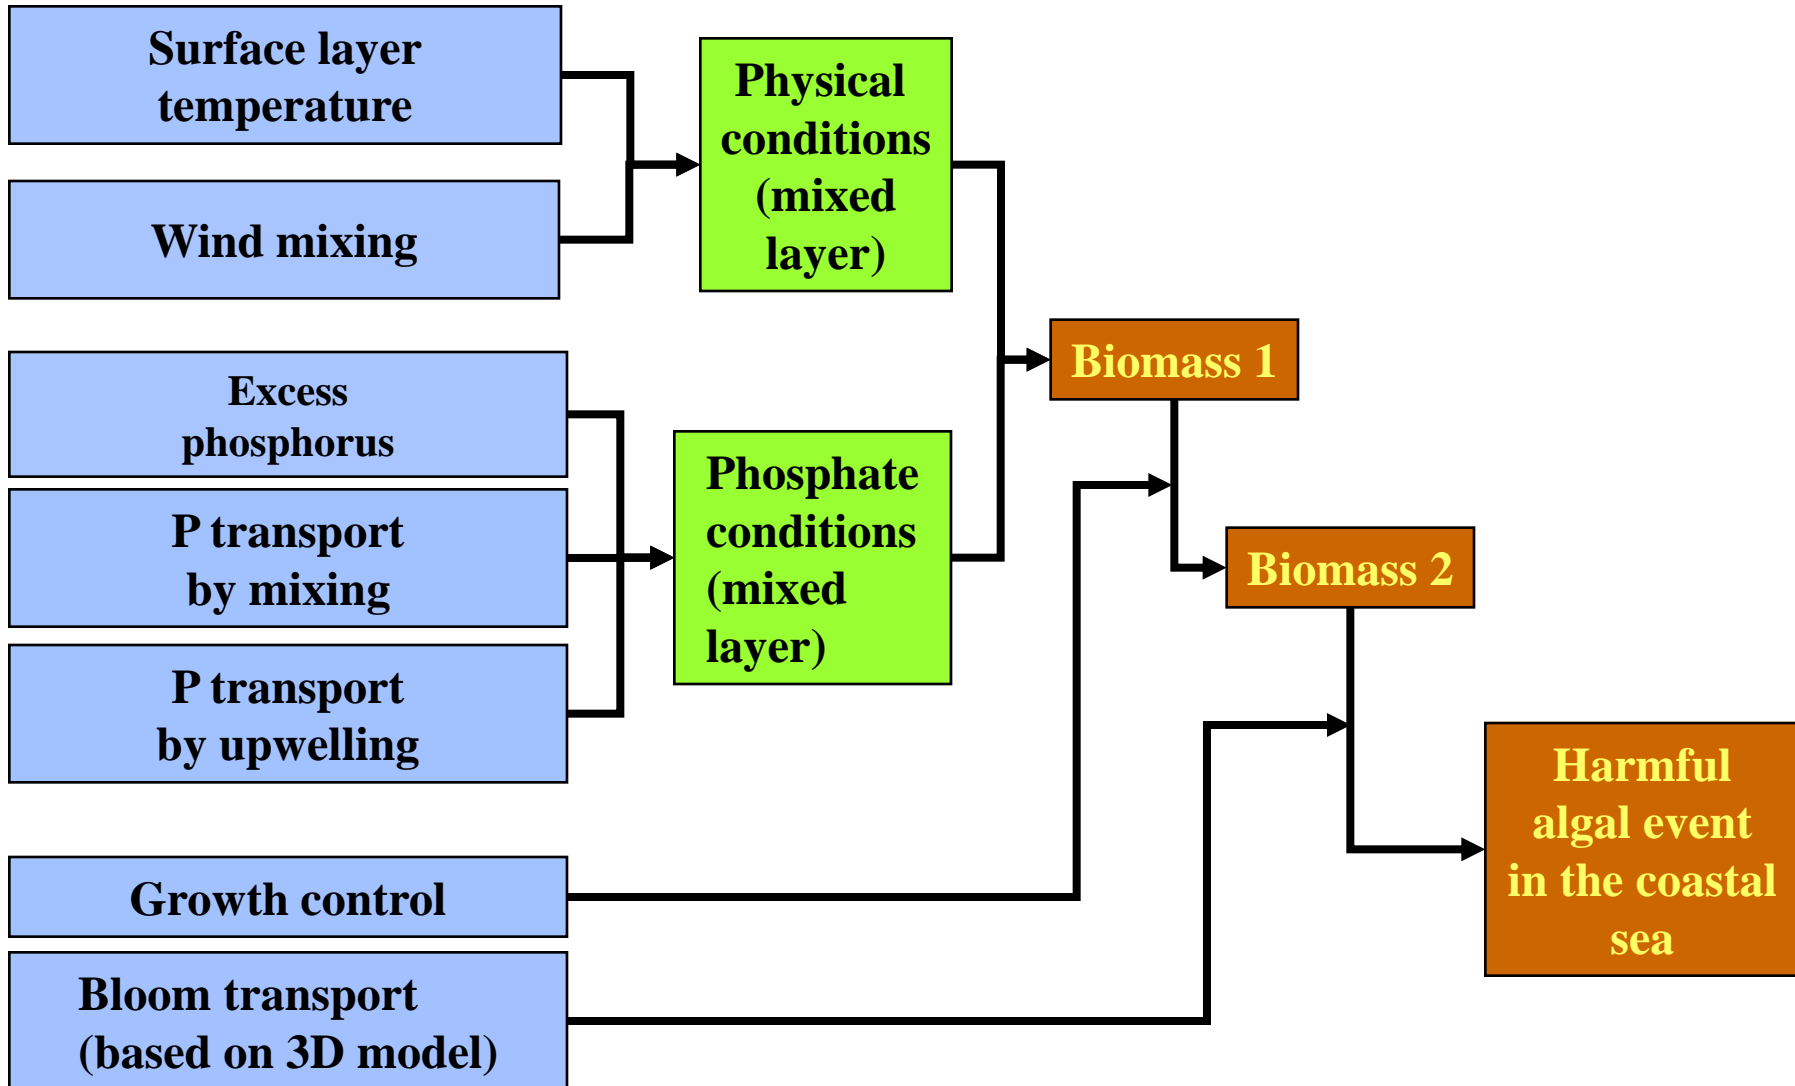 Surface layer
temperature
Wind mixing
Physical
conditions
(mixed
layer)
Excess
phosphorus
P transport
by mixing
P transport
by upwelling
Phosphate
conditions
(mixed
layer)
Biomass 1
Biomass 2
Growth control
Bloom transport
(based on 3D model)
Harmful
algal event
in the coastal
sea